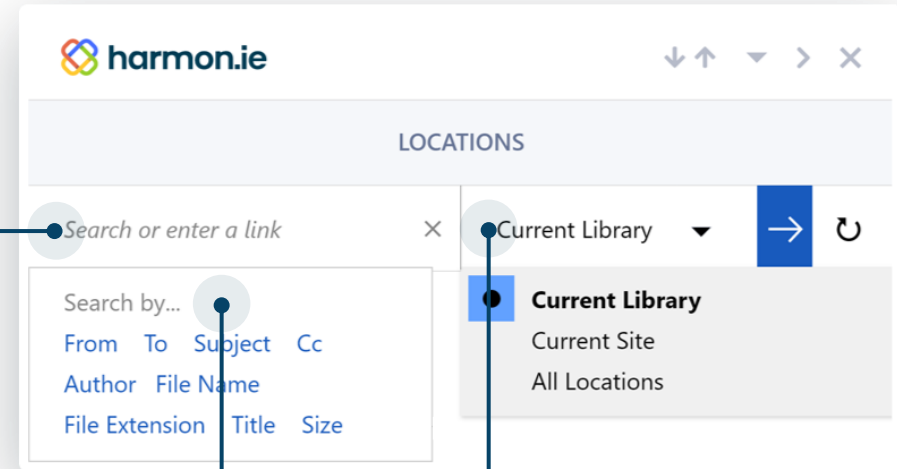 harmon.ie
LOCATIONS
Search or enter a link
Current Library
Search by...
From To Subject Cc
Author File Name
File Extension Title Size
Current Library
Current Site
All Locations